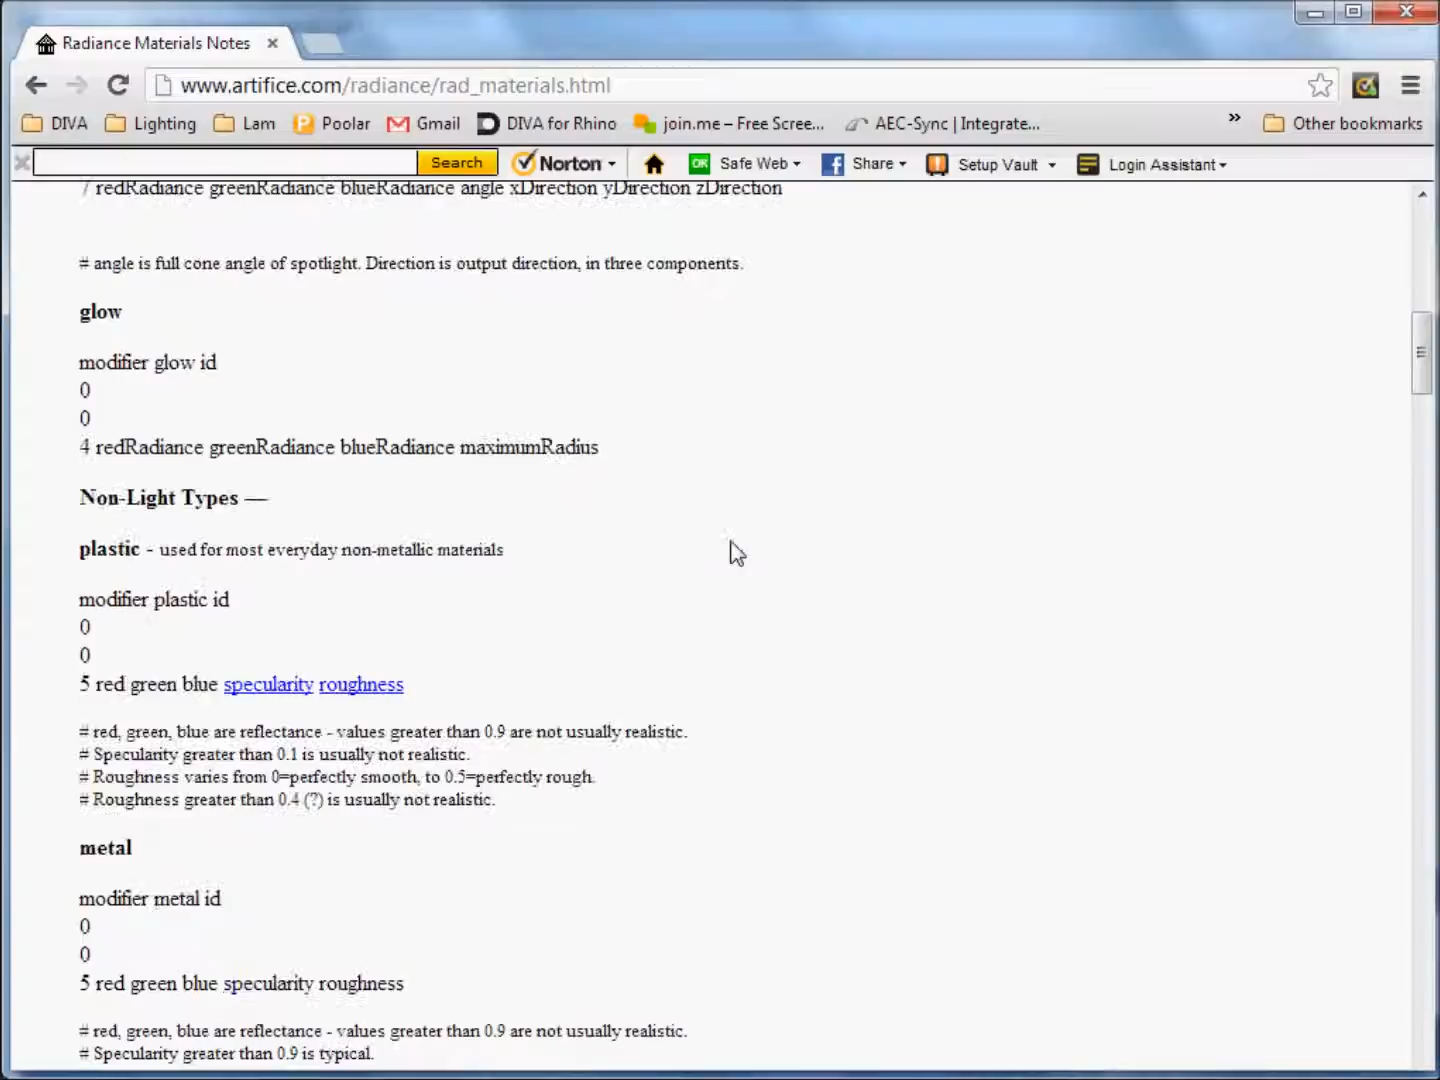 Radiance Materials Notes
www.artifice.com/radiance/rad_materials.html
DIVA Lighting Lam Poolar Gmail DIVA for Rhino join.me – Free Scree... AEC-Sync | Integrate... » Other bookmarks
Search Norton OK Safe Web Share Setup Vault Login Assistant
7 redRadiance greenRadiance blueRadiance angle xDirection yDirection zDirection
# angle is full cone angle of spotlight. Direction is output direction, in three components.
glow
modifier glow id
0
0
4 redRadiance greenRadiance blueRadiance maximumRadius
Non-Light Types —
plastic - used for most everyday non-metallic materials
modifier plastic id
0
0
5 red green blue specularity roughness
# red, green, blue are reflectance - values greater than 0.9 are not usually realistic.
# Specularity greater than 0.1 is usually not realistic.
# Roughness varies from 0=perfectly smooth, to 0.5=perfectly rough.
# Roughness greater than 0.4 (?) is usually not realistic.
metal
modifier metal id
0
0
5 red green blue specularity roughness
# red, green, blue are reflectance - values greater than 0.9 are not usually realistic.
# Specularity greater than 0.9 is typical.